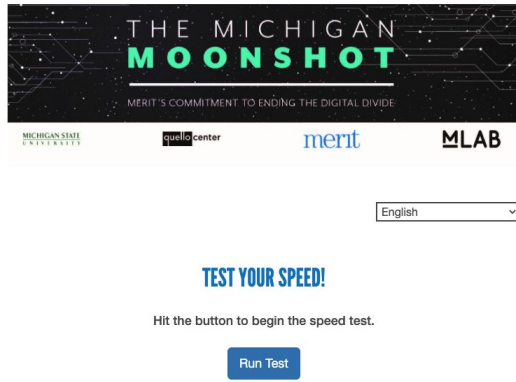 THE MICHIGAN
MOONSHOT
MERIT'S COMMITMENT TO ENDING THE DIGITAL DIVIDE
MICHIGAN STATE
UNIVERSITY
quello center
merit
MLAB
English
TEST YOUR SPEED!
Hit the button to begin the speed test.
Run Test